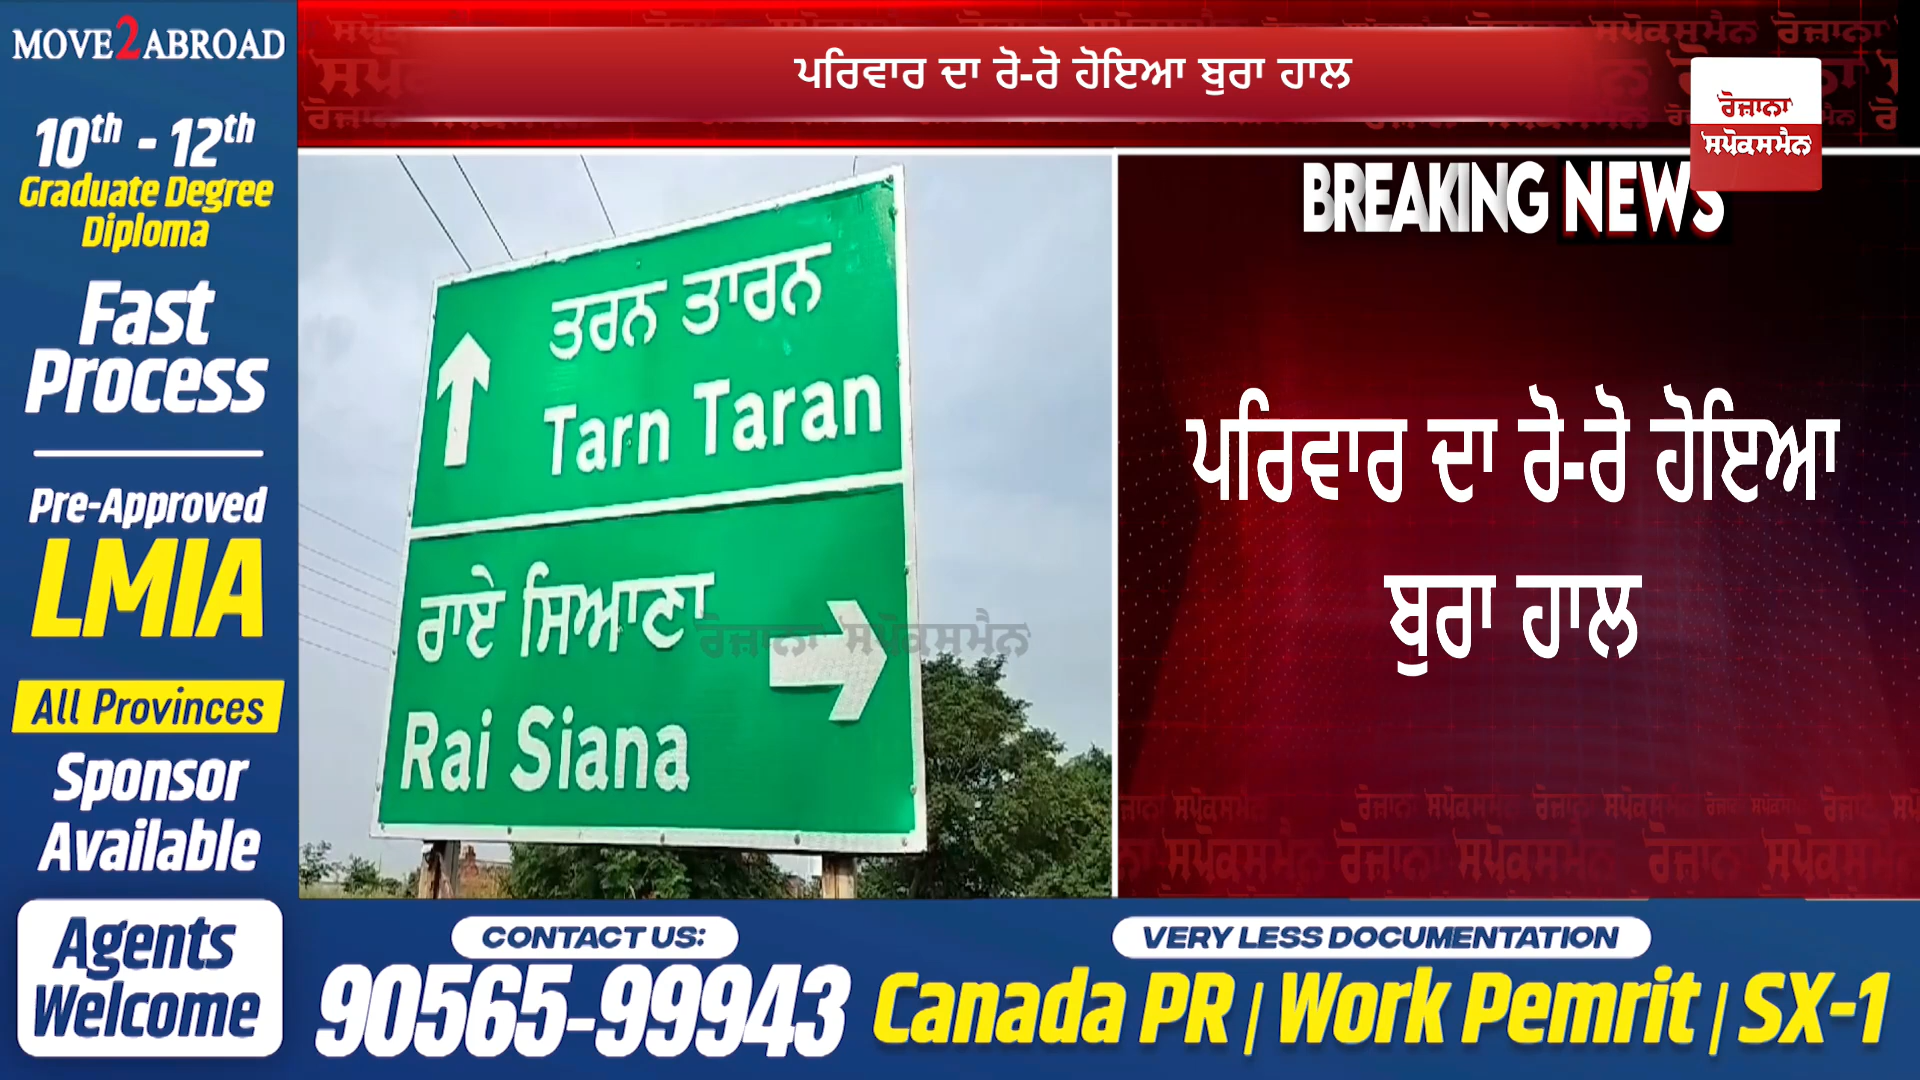 MOVE2ABROAD
10th - 12th
Graduate Degree
Diploma
Fast
Process
Pre-Approved
LMIA
All Provinces
Sponsor
Available
Agents
Welcome
ਪਰਿਵਾਰ ਦਾ ਰੋ-ਰੋ ਹੋਇਆ ਬੁਰਾ ਹਾਲ
ਰੋਜ਼ਾਨਾ
ਸਪੋਕਸਮੈਨ
BREAKING NEWS
ਤਰਨ ਤਾਰਨ
Tarn Taran
ਰਾਏ ਸਿਆਣਾ
Rai Siana
ਰੋਜ਼ਾਨਾ ਸਪੋਕਸਮੈਨ
ਪਰਿਵਾਰ ਦਾ ਰੋ-ਰੋ ਹੋਇਆ
ਬੁਰਾ ਹਾਲ
CONTACT US:
90565-99943
VERY LESS DOCUMENTATION
Canada PR | Work Pemrit | SX-1